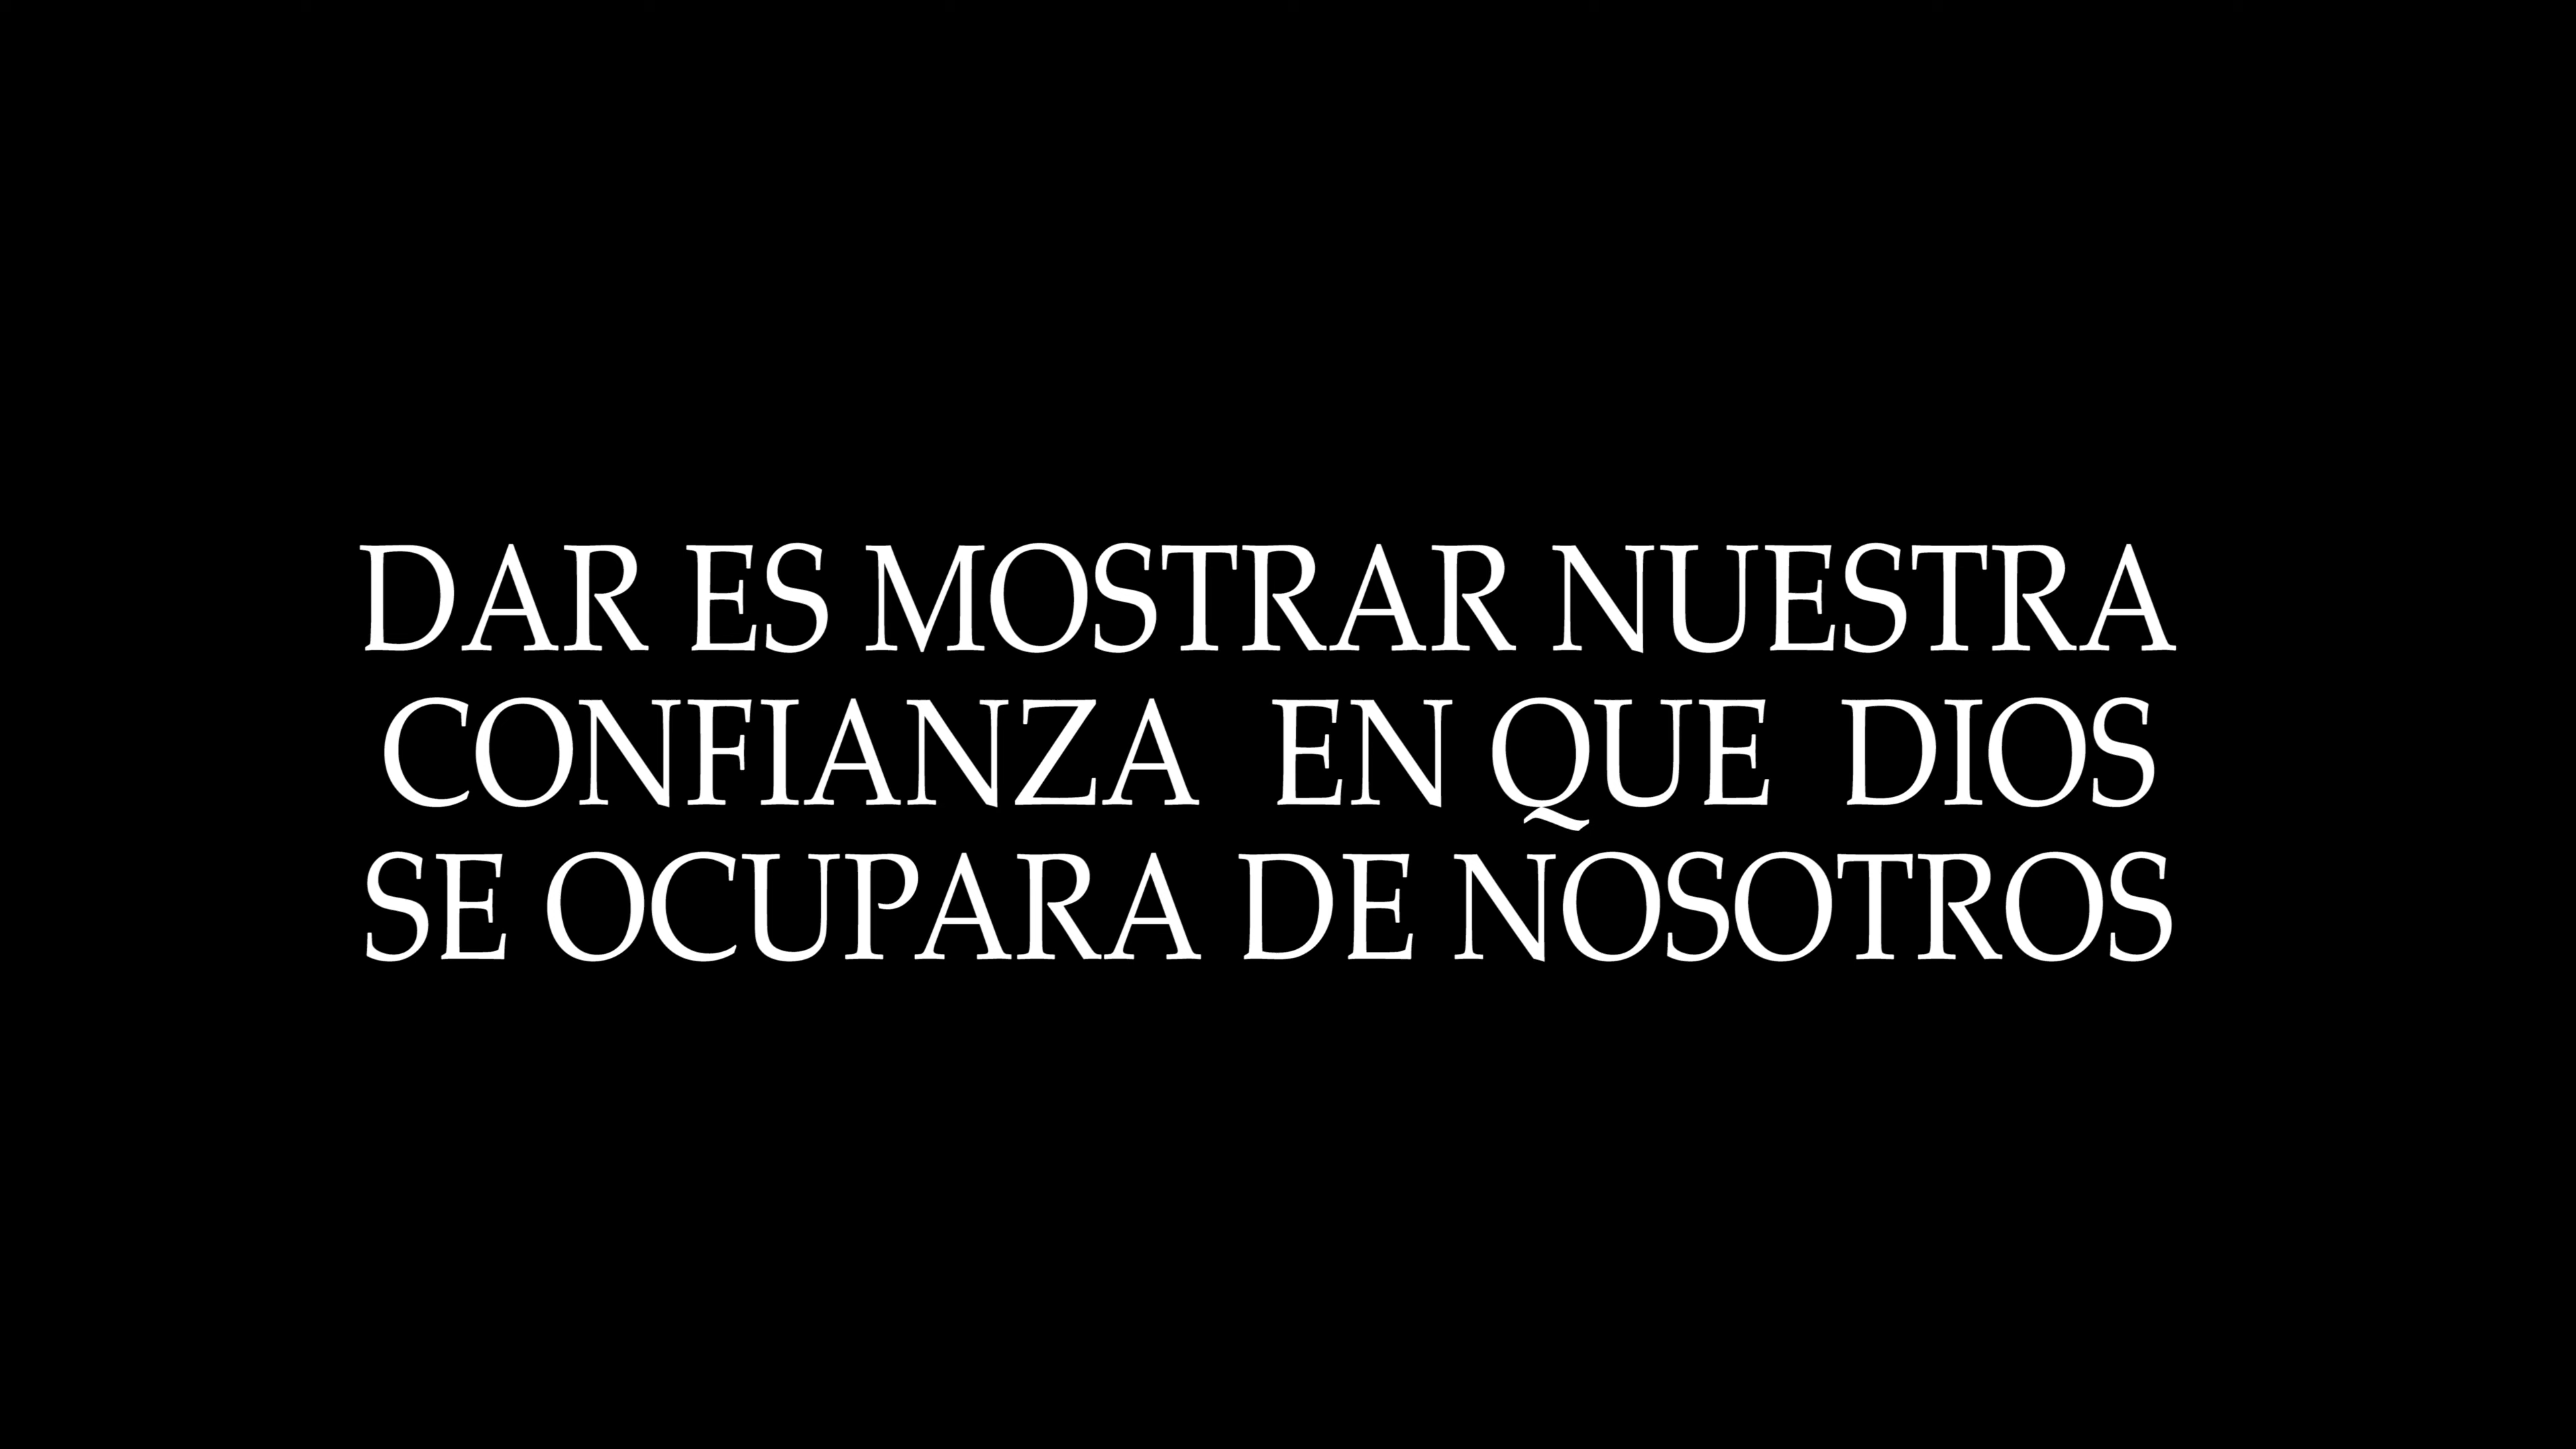 DAR ES MOSTRAR NUESTRA
CONFIANZA  EN QUE  DIOS
SE OCUPARA DE NOSOTROS